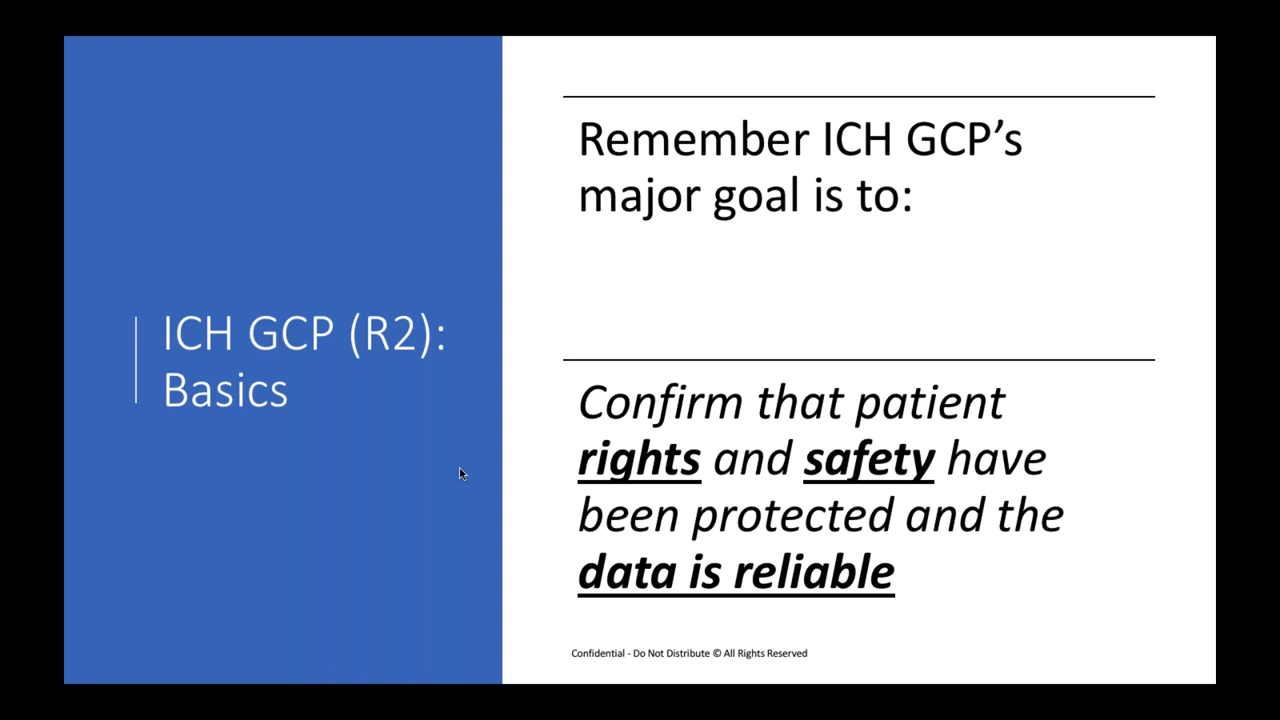 ICH GCP (R2):
Basics
Remember ICH GCP’s
major goal is to:
Confirm that patient
rights and safety have
been protected and the
data is reliable
Confidential - Do Not Distribute © All Rights Reserved